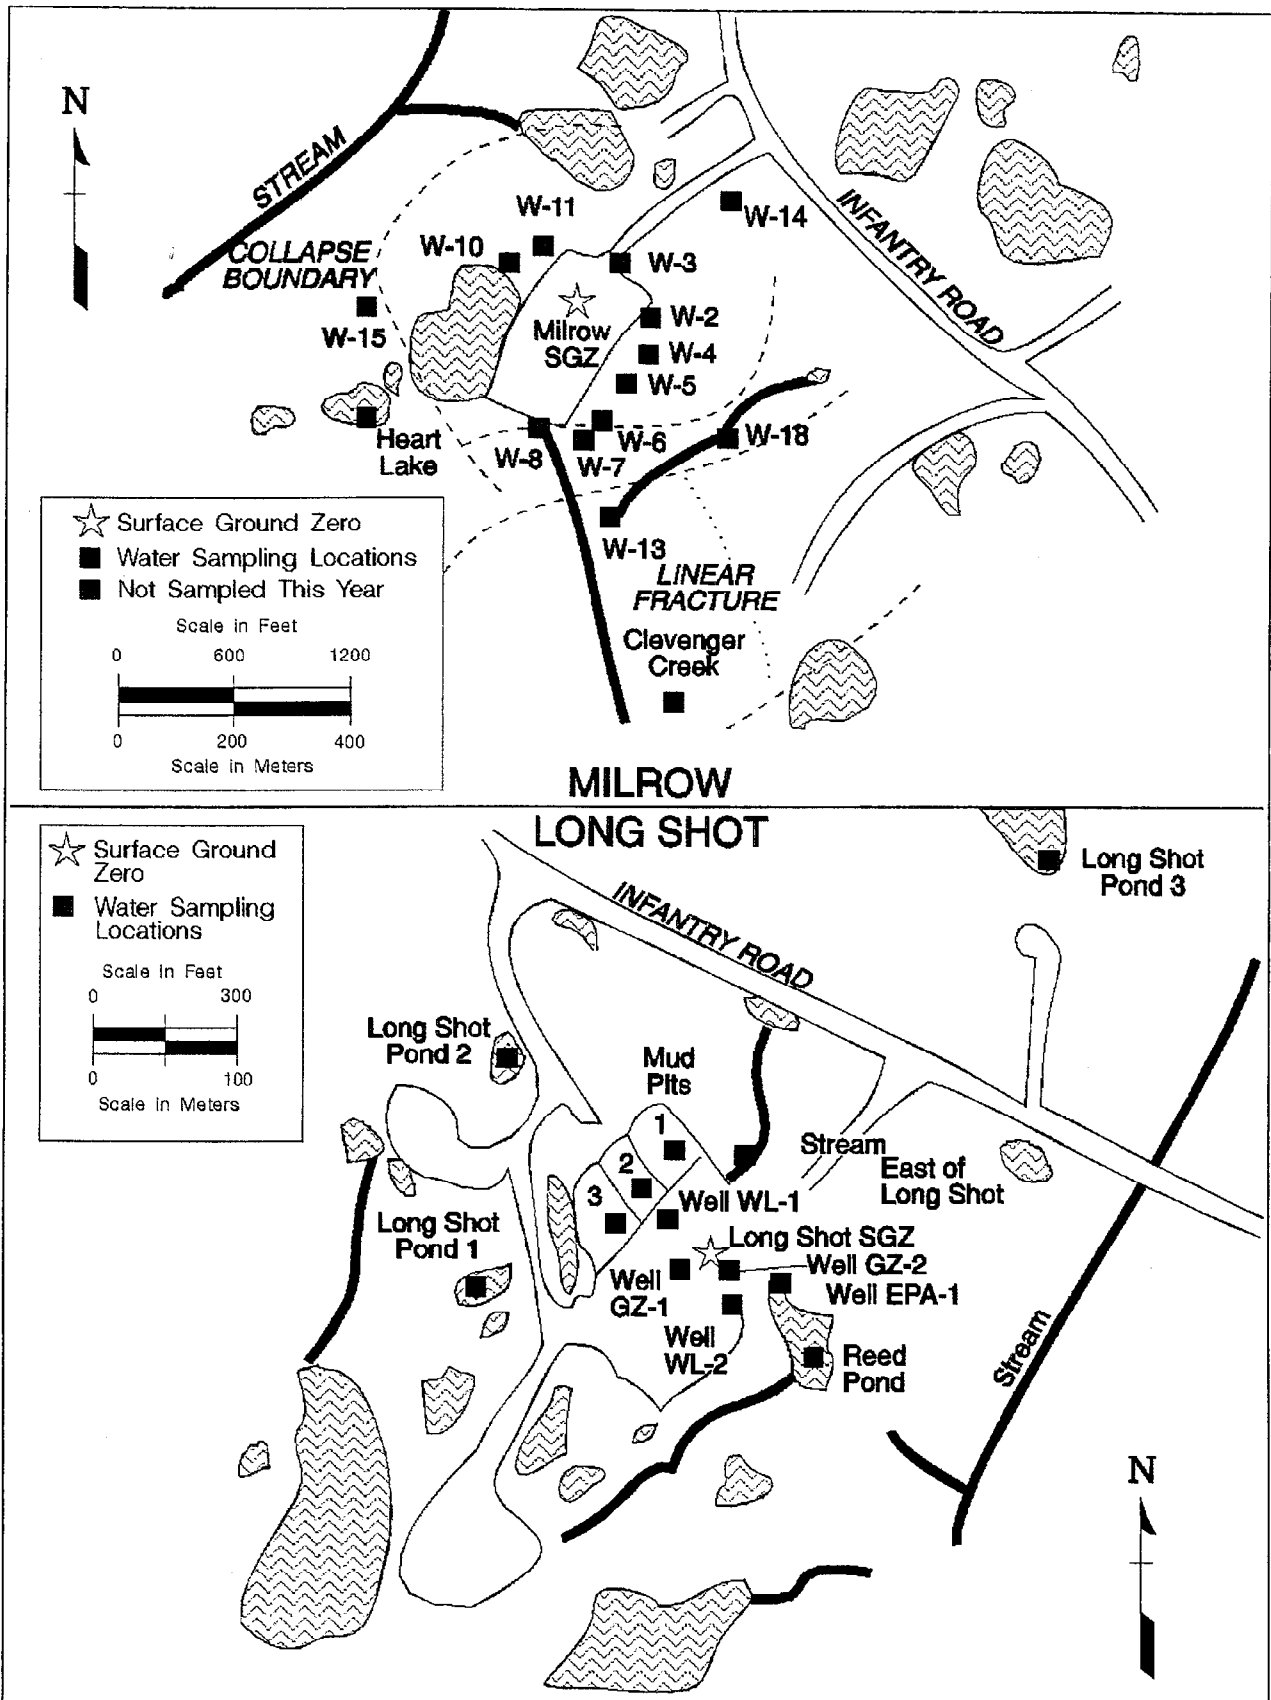 N
STREAM
COLLAPSE
BOUNDARY
W-11
W-10
W-14
W-3
INFANTRY ROAD
W-15
Milrow
SGZ
W-2
W-4
W-5
Heart
Lake
W-8
W-7
W-6
W-18
W-13
LINEAR
FRACTURE
Clevenger
Creek
Surface Ground Zero
Water Sampling Locations
Not Sampled This Year
Scale in Feet
0 600 1200
0 200 400
Scale in Meters
MILROW
LONG SHOT
Surface Ground
Zero
Water Sampling
Locations
Scale in Feet
0 300
0 100
Scale in Meters
INFANTRY ROAD
Long Shot
Pond 3
Long Shot
Pond 2
Mud
Pits
1
2
3
Stream
East of
Long Shot
Well WL-1
Long Shot
Pond 1
Long Shot SGZ
Well GZ-2
Well EPA-1
Well
GZ-1
Well
WL-2
Reed
Pond
Stream
N